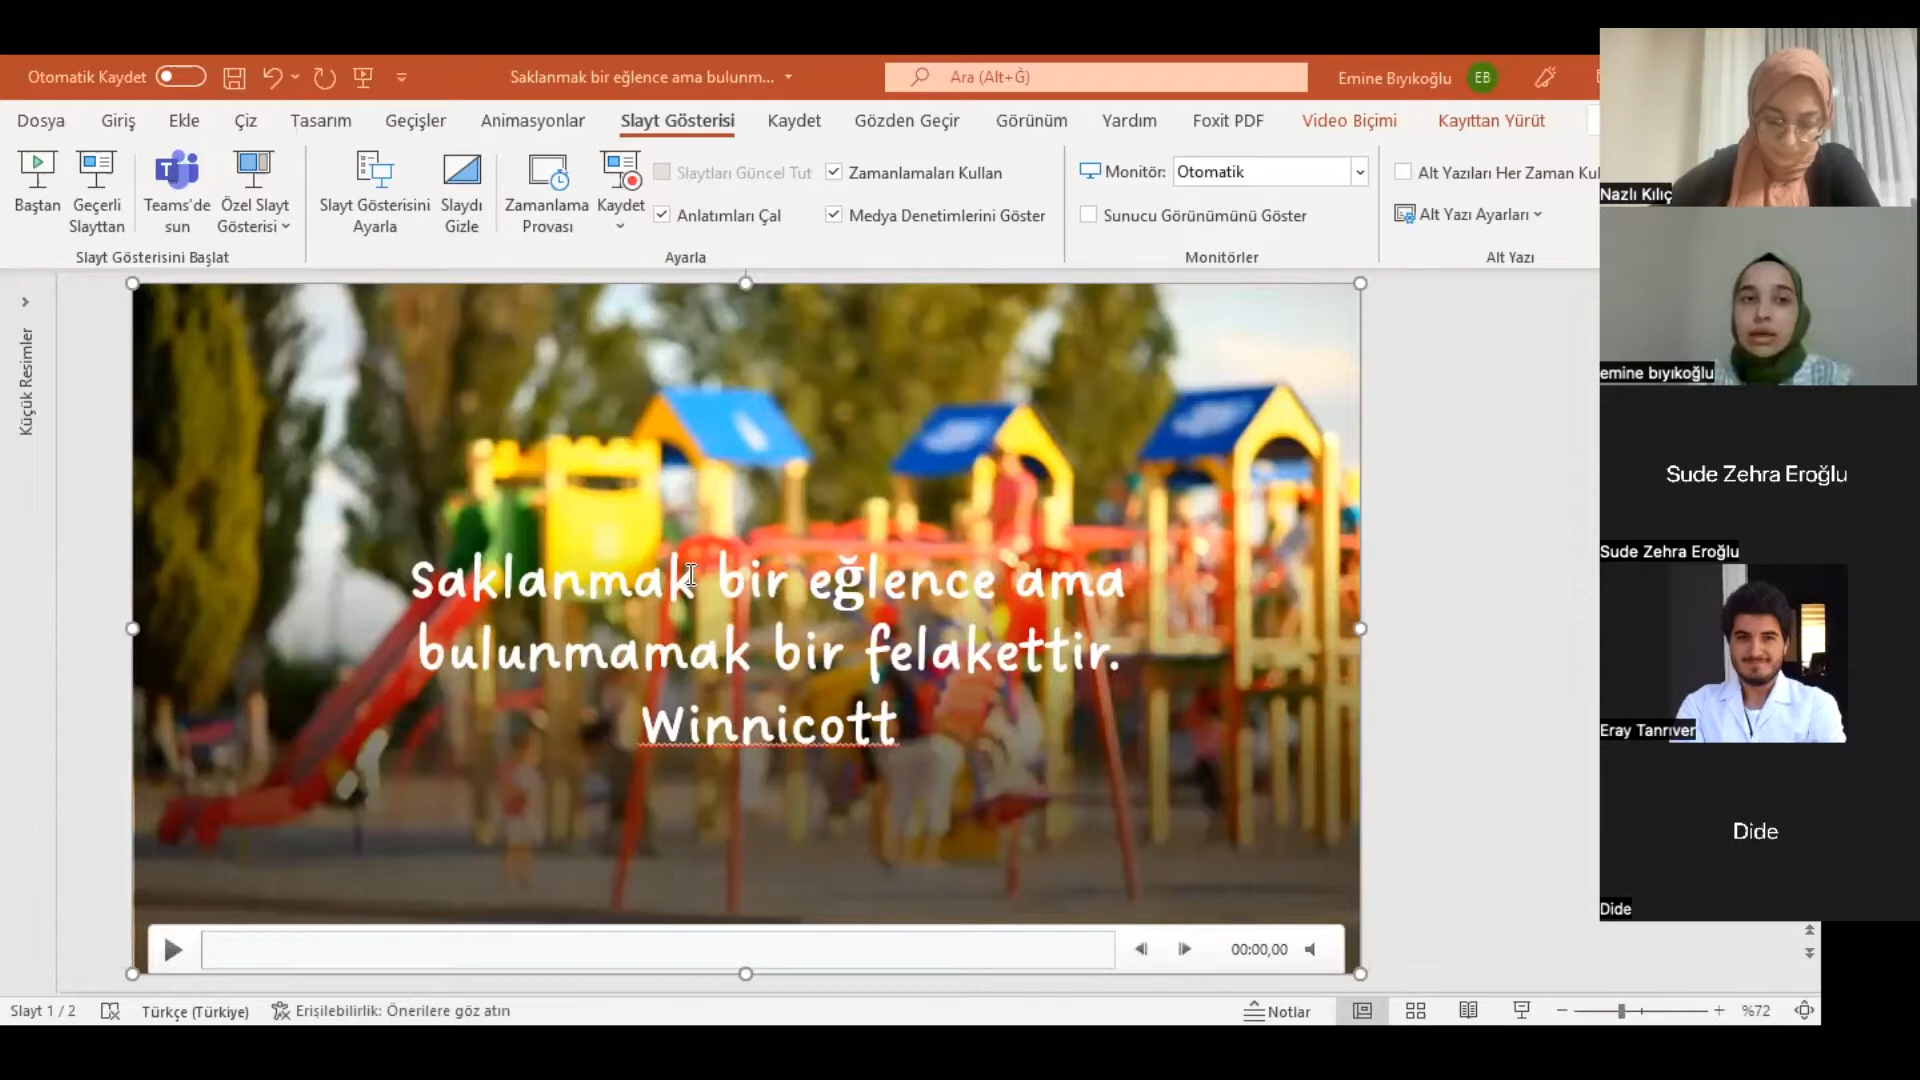 Otomatik Kaydet
Saklanmak bir eğlence ama bulunm...
Ara (Alt+Ğ)
Emine Bıyıkoğlu
EB
Dosya Giriş Ekle Çiz Tasarım Geçişler Animasyonlar Slayt Gösterisi Kaydet Gözden Geçir Görünüm Yardım Foxit PDF Video Biçimi Kayıttan Yürüt
Baştan
Geçerli
Slayttan
Teams'de
sun
Özel Slayt
Gösterisi
Slayt Gösterisini Başlat
Slayt Gösterisini
Ayarla
Slaydı
Gizle
Zamanlama
Provası
Kaydet
Slaytları Güncel Tut
Anlatımları Çal
Zamanlamaları Kullan
Medya Denetimlerini Göster
Ayarla
Monitör: Otomatik
Sunucu Görünümünü Göster
Monitörler
Alt Yazıları Her Zaman Kul
Alt Yazı Ayarları
Alt Yazı
Küçük Resimler
Saklanmak bir eğlence ama
bulunmamak bir felakettir.
Winnicott
00:00,00
Slayt 1 / 2
Türkçe (Türkiye)
Erişilebilirlik: Önerilere göz atın
Notlar
%72
Nazlı Kılıç
emine bıyıkoğlu
Sude Zehra Eroğlu
Sude Zehra Eroğlu
Eray Tanrıver
Dide
Dide